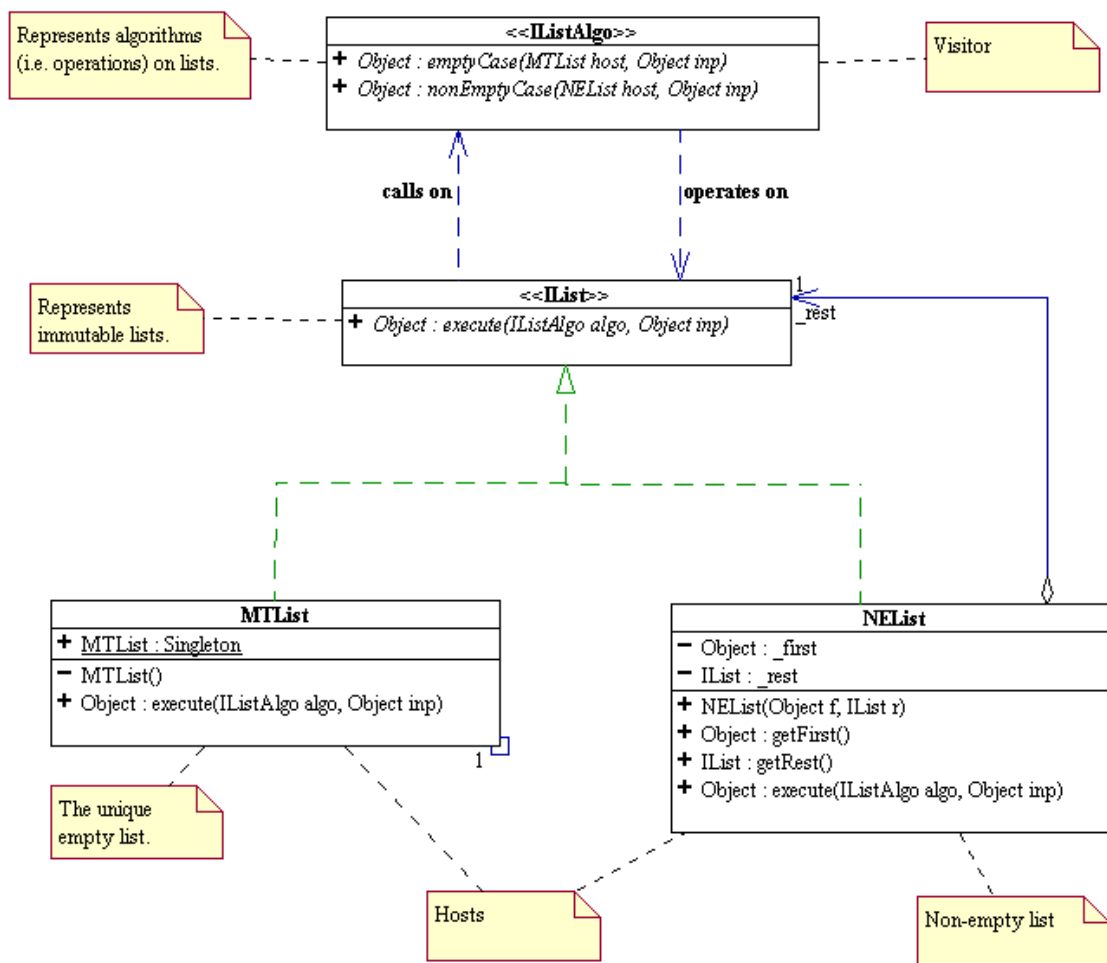 Represents algorithms
(i.e. operations) on lists.
<<IListAlgo>>
+ Object : emptyCase(MTList host, Object inp)
+ Object : nonEmptyCase(NEList host, Object inp)
Visitor
calls on
operates on
Represents
immutable lists.
<<IList>>
+ Object : execute(IListAlgo algo, Object inp)
1
_rest
MTList
+ MTList : Singleton
− MTList()
+ Object : execute(IListAlgo algo, Object inp)
1
NEList
− Object : _first
− IList : _rest
+ NEList(Object f, IList r)
+ Object : getFirst()
+ IList : getRest()
+ Object : execute(IListAlgo algo, Object inp)
The unique
empty list.
Hosts
Non-empty list